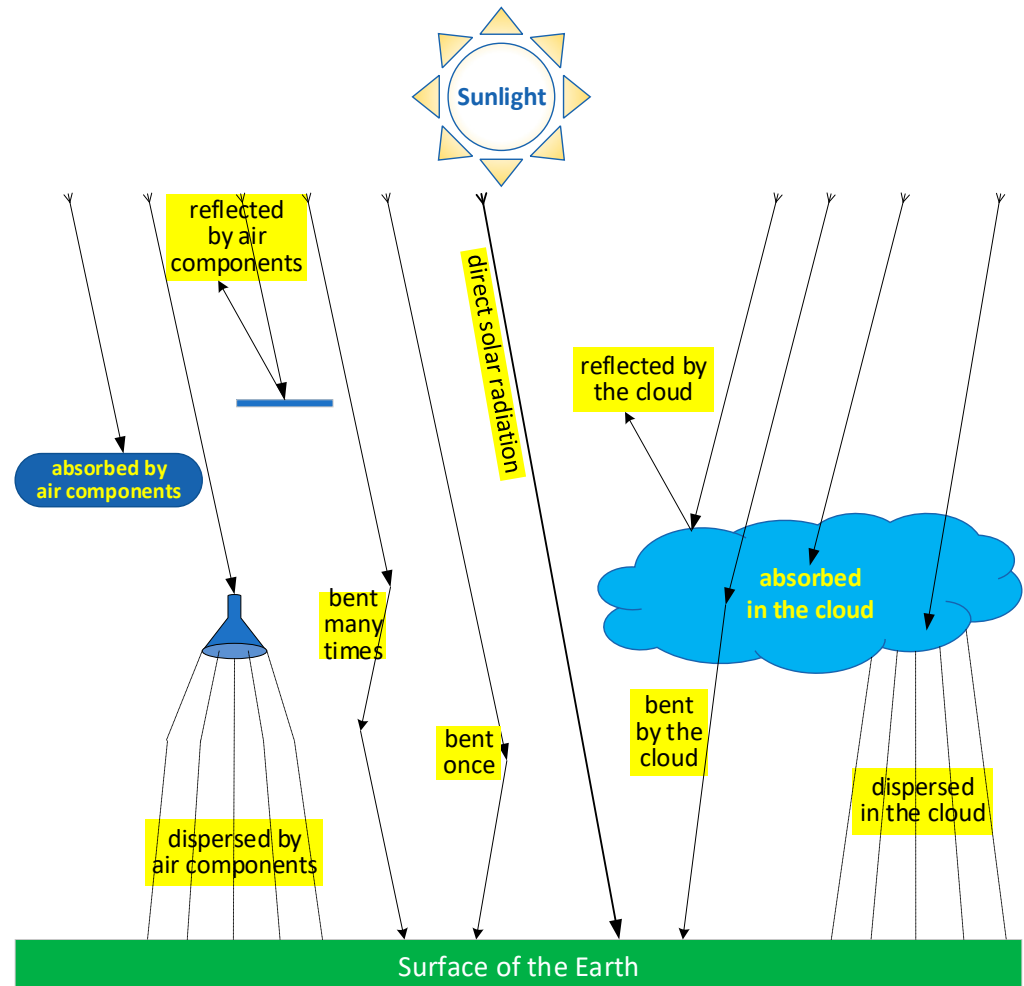 Sunlight
reflected
by air
components
direct solar radiation
reflected by
the cloud
absorbed by
air components
absorbed
in the cloud
bent
many
times
bent
by the
cloud
bent
once
dispersed
in the cloud
dispersed by
air components
Surface of the Earth